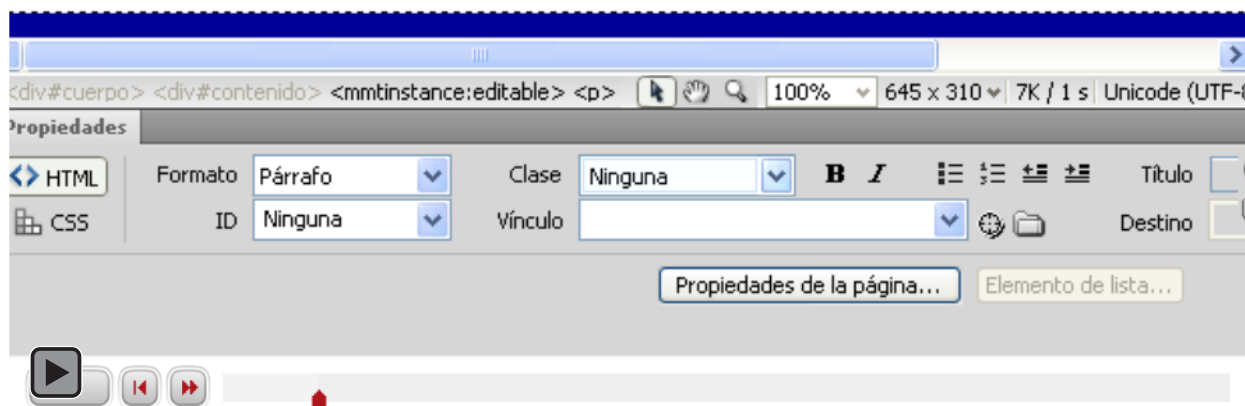 <div#cuerpo> <div#contenido> <mmtinstance:editable> <p> 100% 645 x 310 7K / 1 s Unicode (UTF-8
Propiedades
HTML Formato Párrafo Clase Ninguna B I Título
CSS ID Ninguna Vínculo Destino
Propiedades de la página... Elemento de lista...